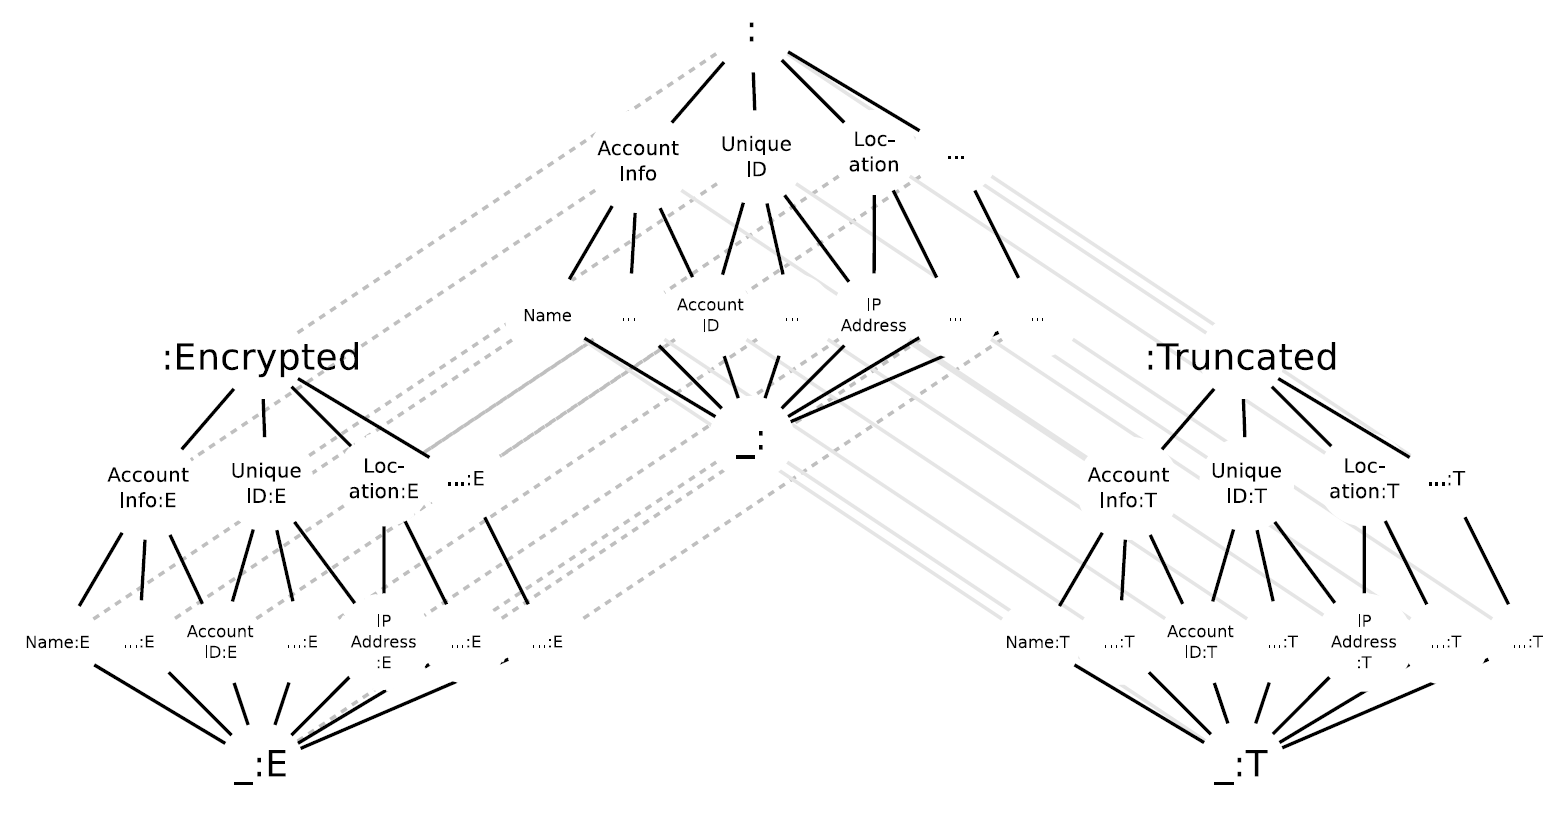 :
Account
Info
Unique
ID
Loc-
ation
...
Name
...
Account
ID
...
IP
Address
...
...
_:
:Encrypted
Account
Info:E
Unique
ID:E
Loc-
ation:E
...:E
Name:E
...:E
Account
ID:E
...:E
IP
Address
:E
...:E
...:E
_:E
:Truncated
Account
Info:T
Unique
ID:T
Loc-
ation:T
...:T
Name:T
...:T
Account
ID:T
...:T
IP
Address
:T
...:T
...:T
_:T